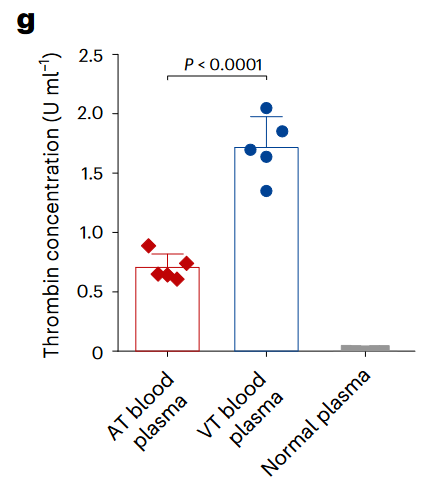 g
Thrombin concentration (U ml⁻¹)
2.5
2.0
1.5
1.0
0.5
0
P < 0.0001
AT blood
plasma
VT blood
plasma
Normal plasma